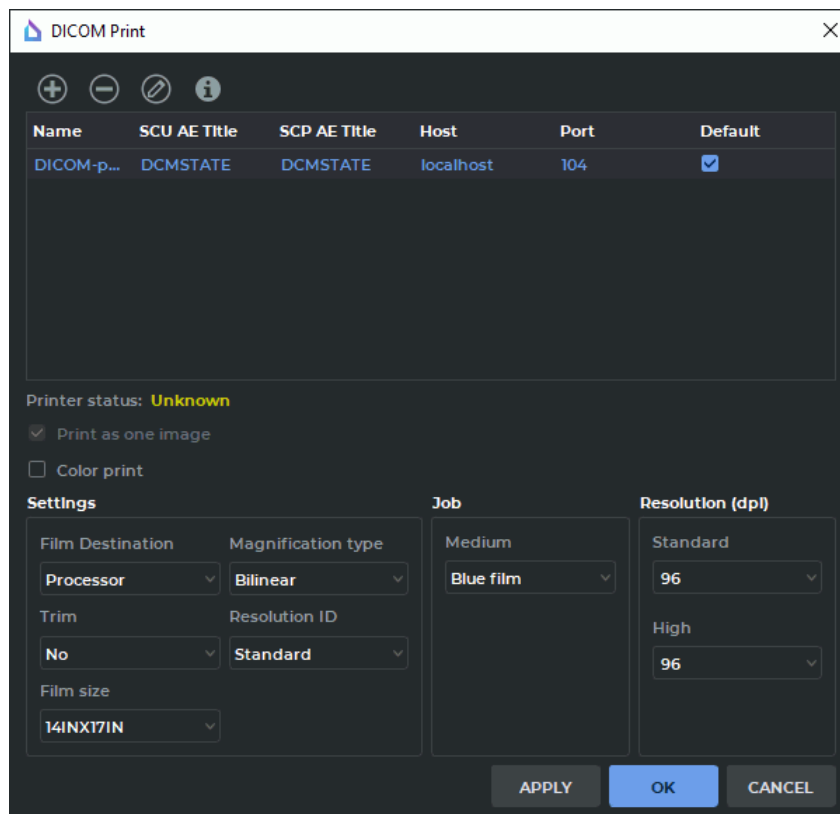 DICOM Print
Name SCU AE Title SCP AE Title Host Port Default
DICOM-p... DCMSTATE DCMSTATE localhost 104
Printer status: Unknown
Print as one image
Color print
Settings Job Resolution (dpi)
Film Destination Magnification type Medium Standard
Processor Bilinear Blue film 96
Trim Resolution ID High
No Standard 96
Film size
14INX17IN
APPLY OK CANCEL